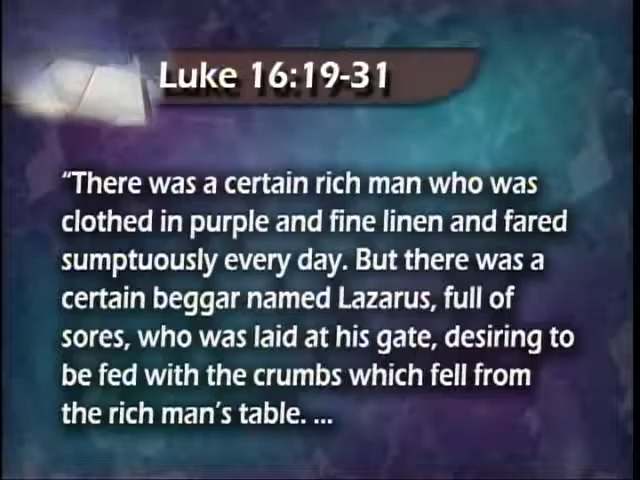 Luke 16:19-31
“There was a certain rich man who was
clothed in purple and fine linen and fared
sumptuously every day. But there was a
certain beggar named Lazarus, full of
sores, who was laid at his gate, desiring to
be fed with the crumbs which fell from
the rich man’s table. ...